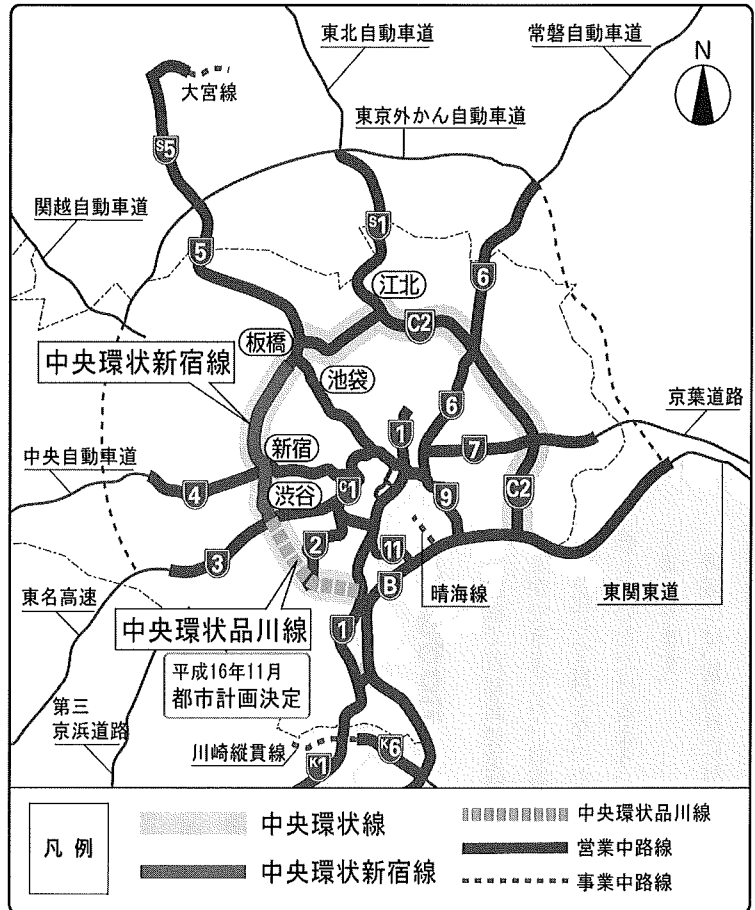 東北自動車道
常磐自動車道
N
大宮線
東京外かん自動車道
S5
関越自動車道
S1
5
6
江北
C2
板橋
中央環状新宿線
池袋
6
京葉道路
1
7
新宿
中央自動車道
C1
4
9
C2
渋谷
2
11
3
B
晴海線
東関東道
東名高速
中央環状品川線
1
平成16年11月
都市計画決定
第三
京浜道路
川崎縦貫線
K6
K1
凡例
中央環状線
中央環状新宿線
中央環状品川線
営業中路線
事業中路線